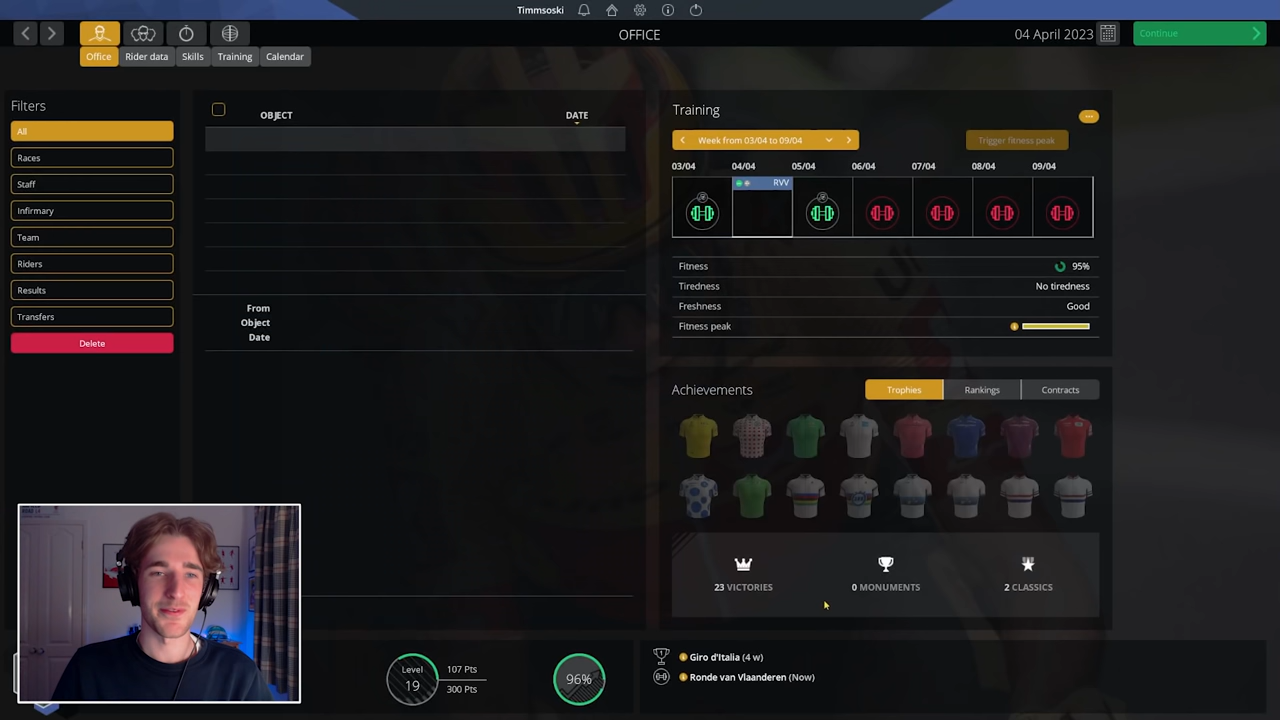 Timmsoski
OFFICE
04 April 2023
Continue
Office
Rider data
Skills
Training
Calendar
Filters
All
Races
Staff
Infirmary
Team
Riders
Results
Transfers
Delete
OBJECT
DATE
From
Object
Date
Training
Week from 03/04 to 09/04
Trigger fitness peak
03/04
04/04
05/04
06/04
07/04
08/04
09/04
RVV
Fitness
95%
Tiredness
No tiredness
Freshness
Good
Fitness peak
Achievements
Trophies
Rankings
Contracts
23 VICTORIES
0 MONUMENTS
2 CLASSICS
Level
19
107 Pts
300 Pts
96%
Giro d'Italia (4 w)
Ronde van Vlaanderen (Now)